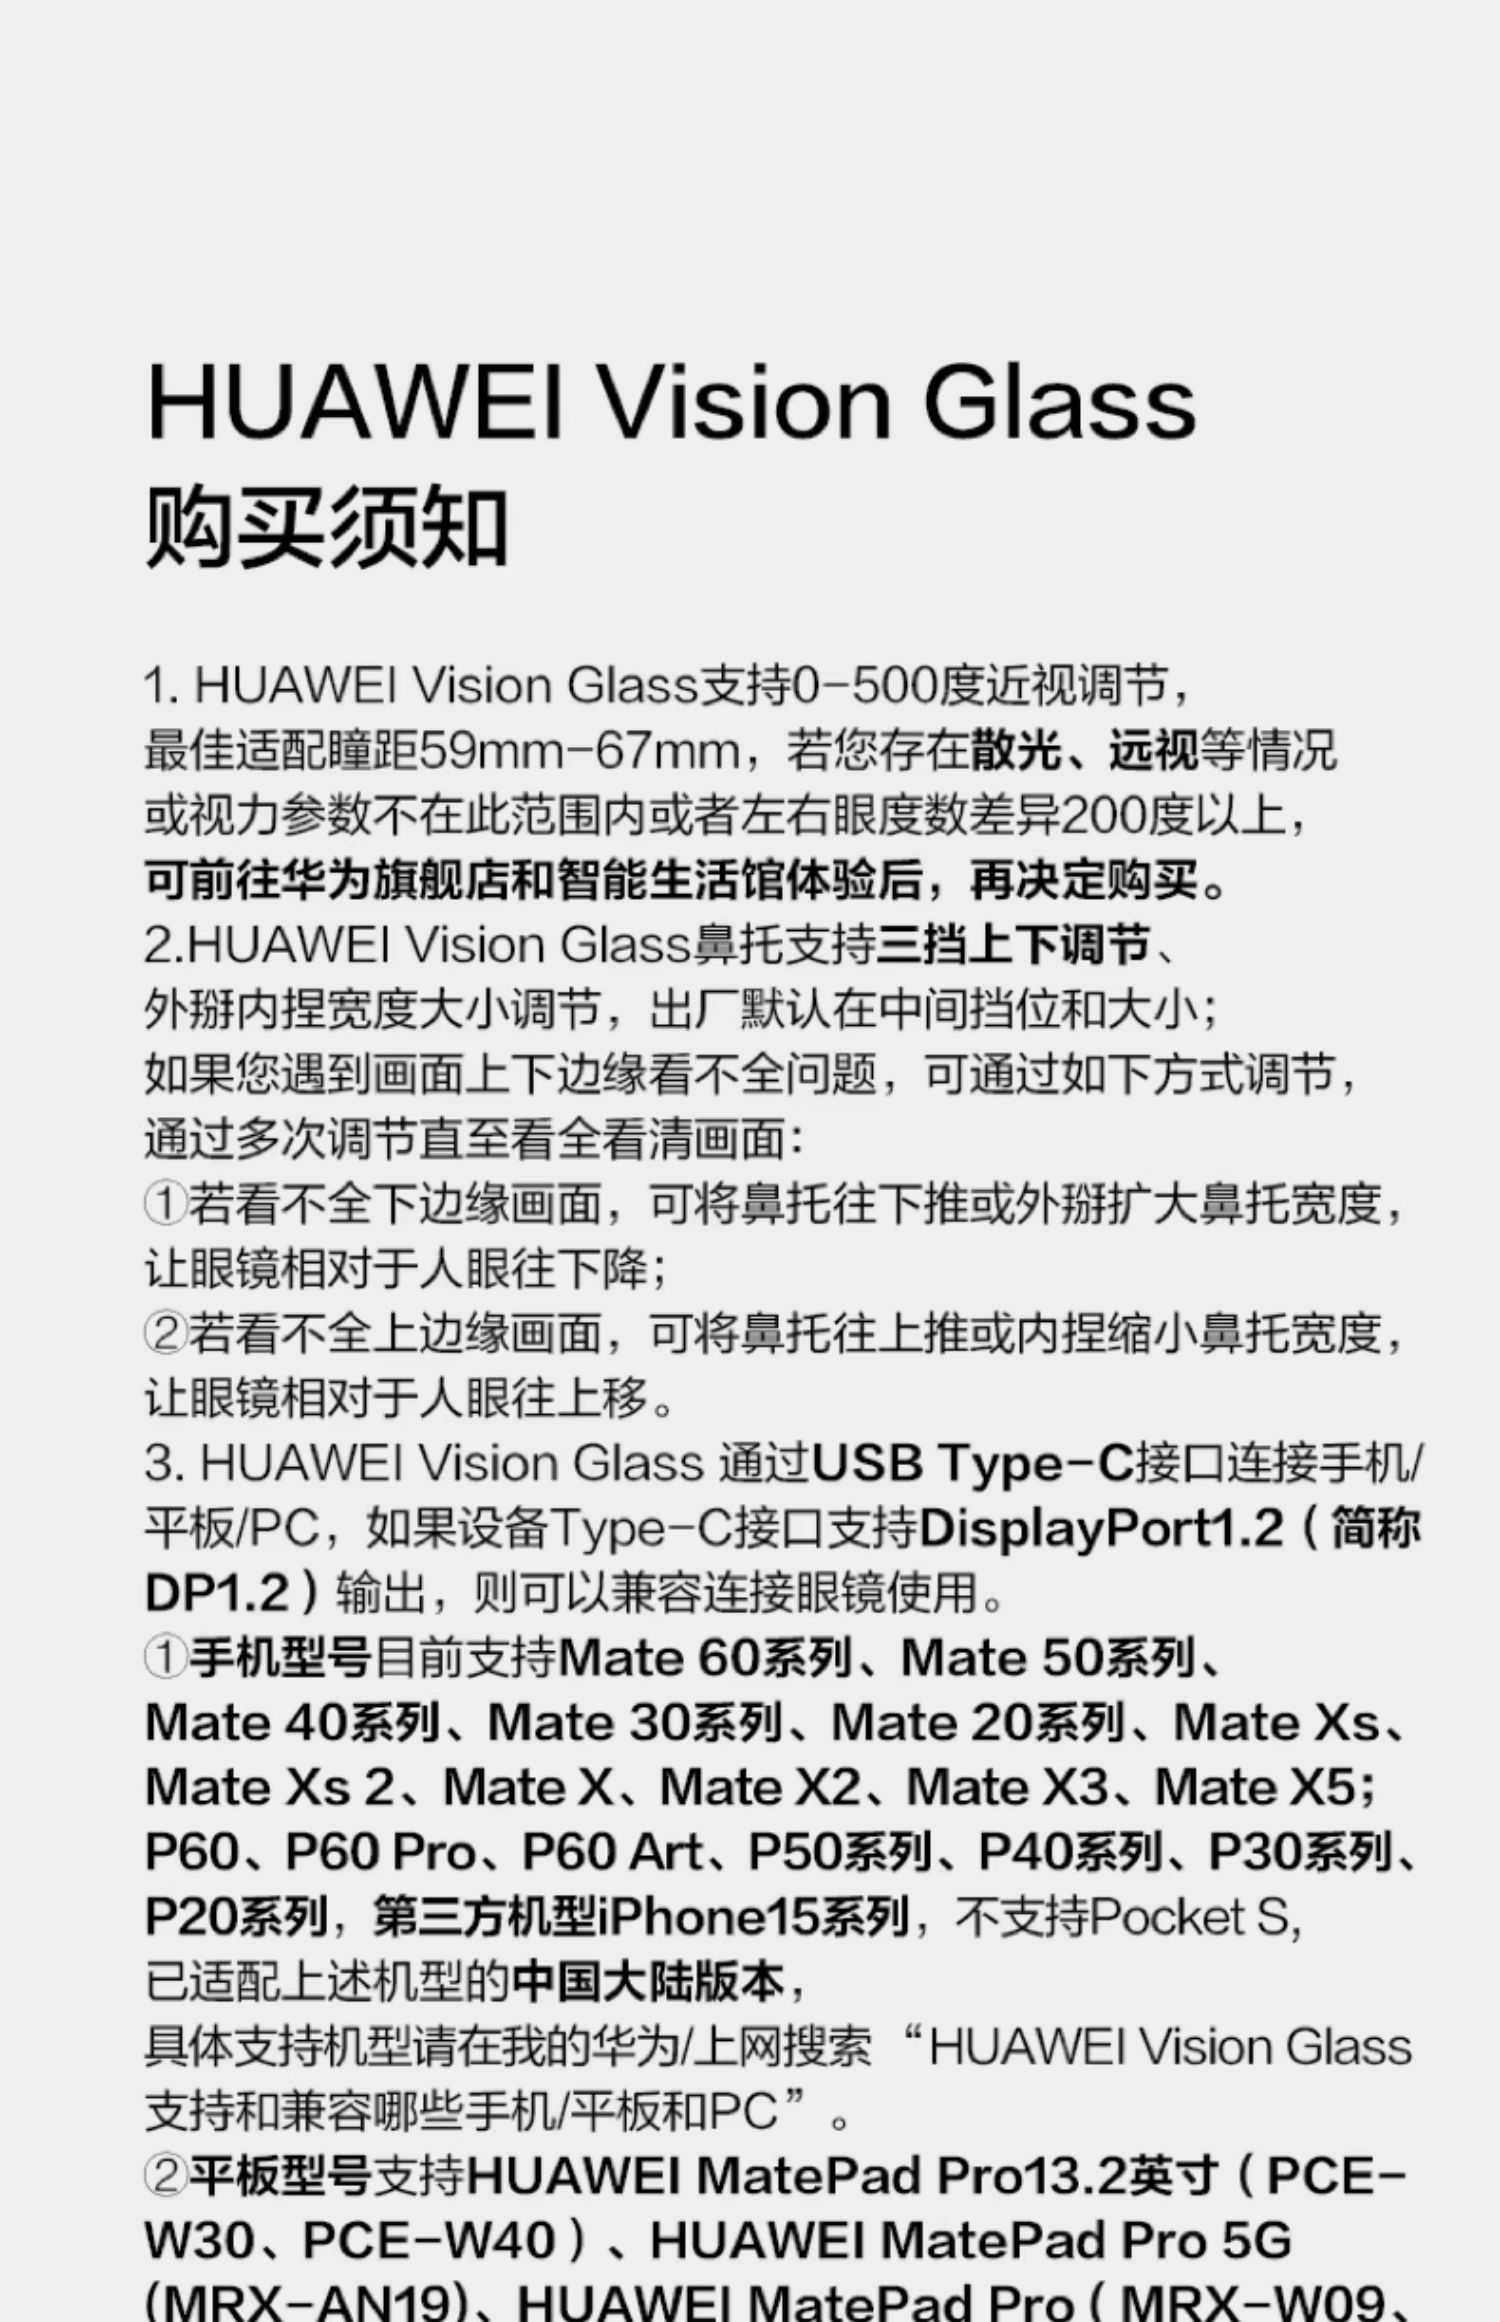 HUAWEI Vision Glass
购买须知
1. HUAWEI Vision Glass支持0-500度近视调节，
最佳适配瞳距59mm-67mm，若您存在散光、远视等情况
或视力参数不在此范围内或者左右眼度数差异200度以上，
可前往华为旗舰店和智能生活馆体验后，再决定购买。
2.HUAWEI Vision Glass鼻托支持三挡上下调节、
外掰内捏宽度大小调节，出厂默认在中间挡位和大小；
如果您遇到画面上下边缘看不全问题，可通过如下方式调节，
通过多次调节直至看全看清画面：
①若看不全下边缘画面，可将鼻托往下推或外掰扩大鼻托宽度，
让眼镜相对于人眼往下降；
②若看不全上边缘画面，可将鼻托往上推或内捏缩小鼻托宽度，
让眼镜相对于人眼往上移。
3. HUAWEI Vision Glass 通过USB Type-C接口连接手机/
平板/PC，如果设备Type-C接口支持DisplayPort1.2（简称
DP1.2）输出，则可以兼容连接眼镜使用。
①手机型号目前支持Mate 60系列、Mate 50系列、
Mate 40系列、Mate 30系列、Mate 20系列、Mate Xs、
Mate Xs 2、Mate X、Mate X2、Mate X3、Mate X5；
P60、P60 Pro、P60 Art、P50系列、P40系列、P30系列、
P20系列，第三方机型iPhone15系列，不支持Pocket S,
已适配上述机型的中国大陆版本，
具体支持机型请在我的华为/上网搜索“HUAWEI Vision Glass
支持和兼容哪些手机/平板和PC”。
②平板型号支持HUAWEI MatePad Pro13.2英寸（PCE-
W30、PCE-W40）、HUAWEI MatePad Pro 5G
(MRX-AN19)、HUAWEI MatePad Pro（MRX-W09、